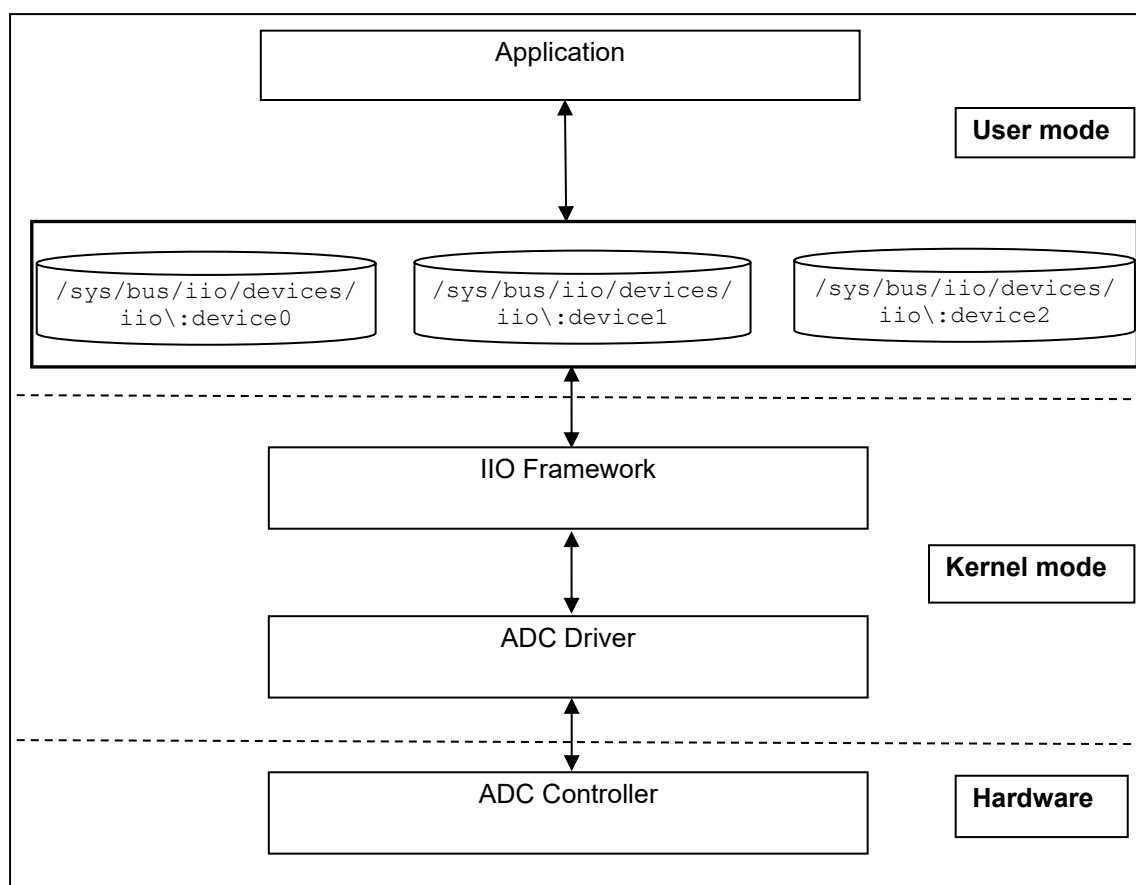 Application
User mode
/sys/bus/iio/devices/
iio\:device0
/sys/bus/iio/devices/
iio\:device1
/sys/bus/iio/devices/
iio\:device2
IIO Framework
Kernel mode
ADC Driver
ADC Controller
Hardware